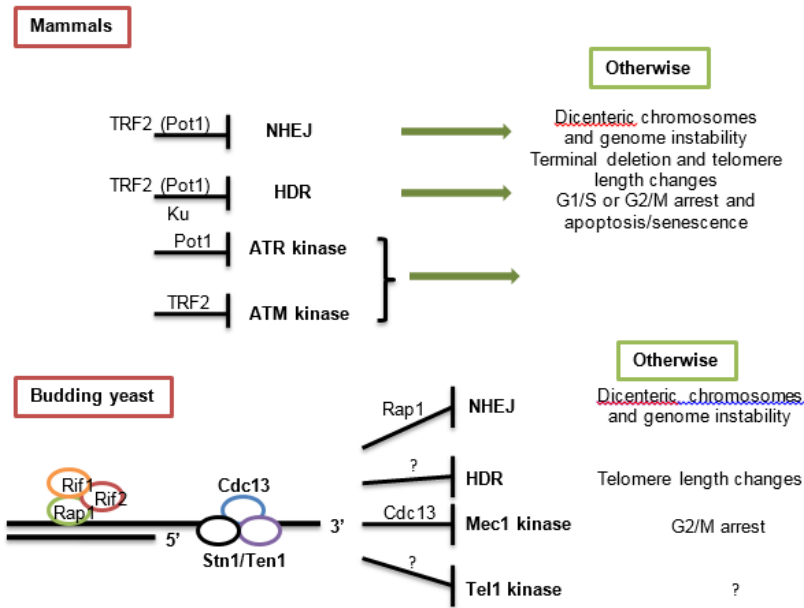 Mammals
Otherwise
TRF2 (Pot1)
NHEJ
Dicenteric chromosomes
and genome instability
Terminal deletion and telomere
length changes
G1/S or G2/M arrest and
apoptosis/senescence
TRF2 (Pot1)
HDR
Ku
Pot1
ATR kinase
TRF2
ATM kinase
Otherwise
Budding yeast
Rap1
NHEJ
Dicenteric chromosomes
and genome instability
Rif1
Rif2
Rap1
Cdc13
?
HDR
Telomere length changes
Cdc13
Mec1 kinase
G2/M arrest
5’
3’
Stn1/Ten1
?
Tel1 kinase
?